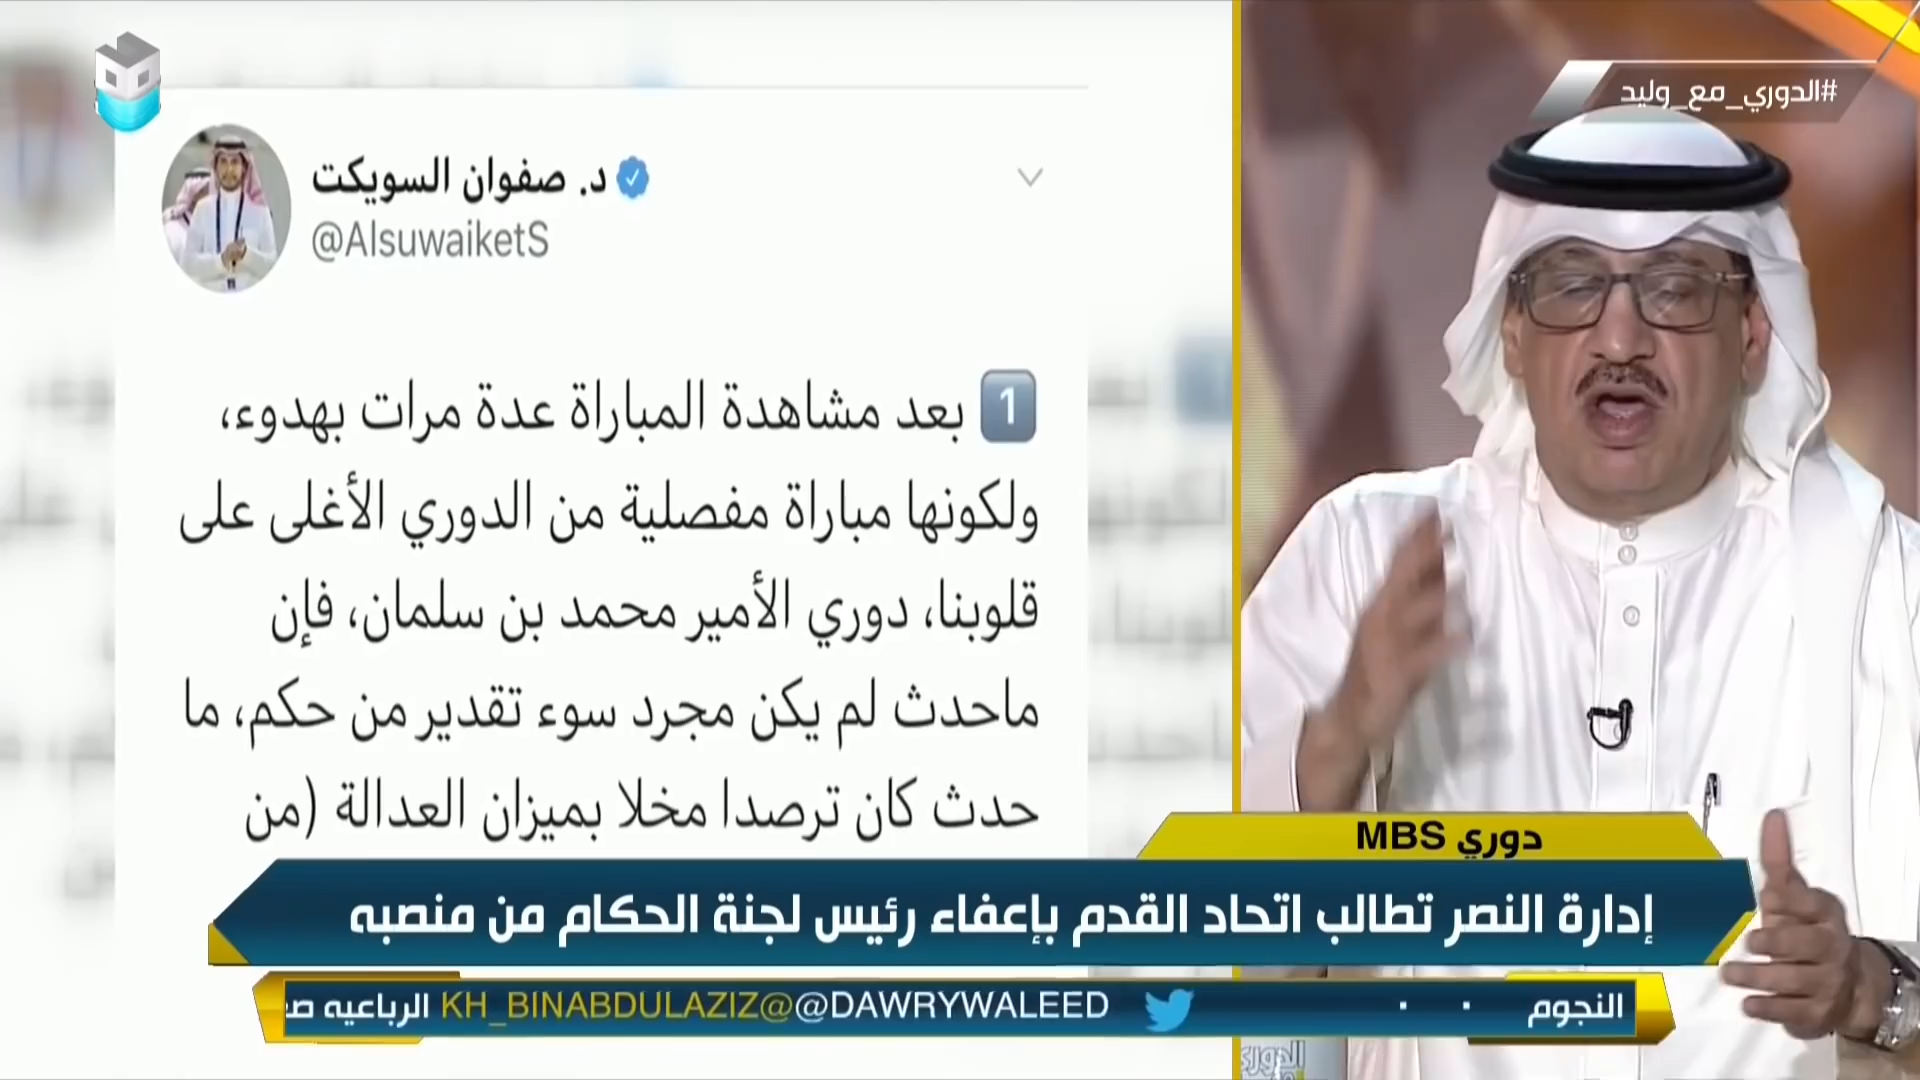 #الدوري_مع_وليد
د. صفوان السويكت
@AlsuwaiketS
1 بعد مشاهدة المباراة عدة مرات بهدوء،
ولكونها مباراة مفصلية من الدوري الأغلى على
قلوبنا، دوري الأمير محمد بن سلمان، فإن
ماحدث لم يكن مجرد سوء تقدير من حكم، ما
حدث كان ترصدا مخلا بميزان العدالة (من
دوري MBS
إدارة النصر تطالب اتحاد القدم بإعفاء رئيس لجنة الحكام من منصبه
النجوم . . @DAWRYWALEED
KH_BINABDULAZIZ@ الرباعيه
الدوري